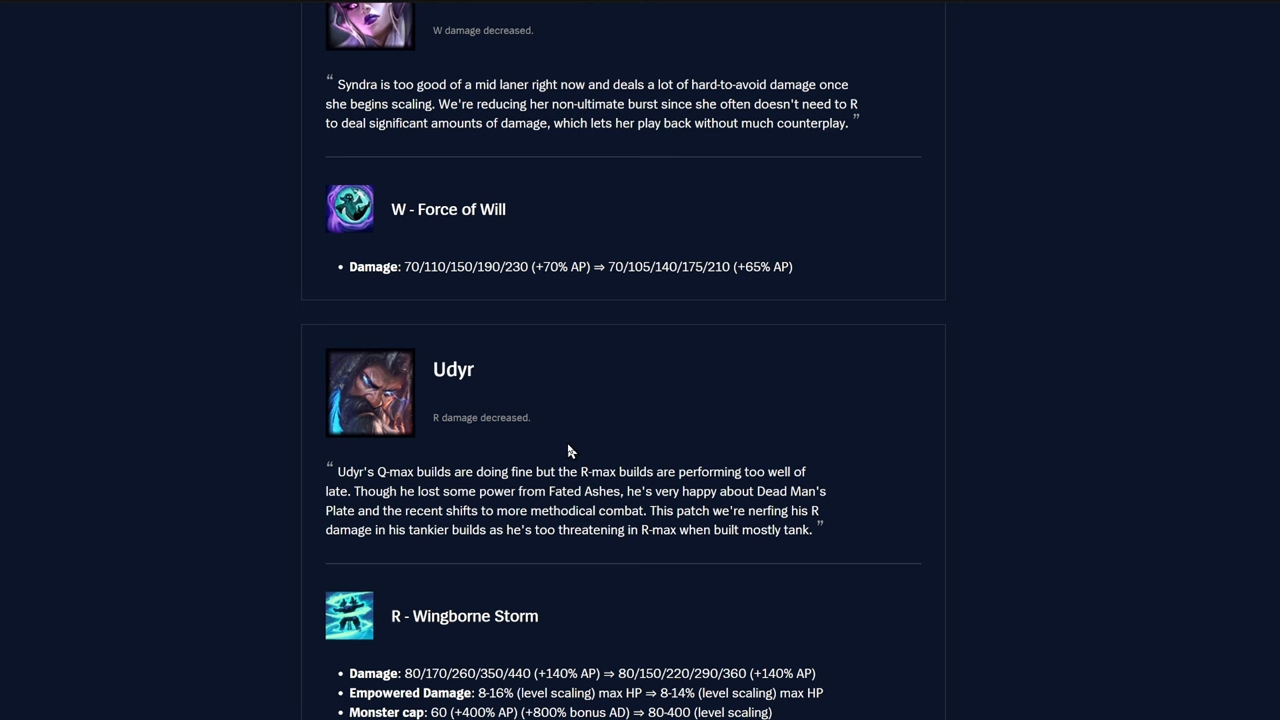 W damage decreased.
“ Syndra is too good of a mid laner right now and deals a lot of hard-to-avoid damage once
she begins scaling. We're reducing her non-ultimate burst since she often doesn't need to R
to deal significant amounts of damage, which lets her play back without much counterplay. ”
W - Force of Will
• Damage: 70/110/150/190/230 (+70% AP) ⇒ 70/105/140/175/210 (+65% AP)
Udyr
R damage decreased.
“ Udyr's Q-max builds are doing fine but the R-max builds are performing too well of
late. Though he lost some power from Fated Ashes, he's very happy about Dead Man's
Plate and the recent shifts to more methodical combat. This patch we're nerfing his R
damage in his tankier builds as he's too threatening in R-max when built mostly tank. ”
R - Wingborne Storm
• Damage: 80/170/260/350/440 (+140% AP) ⇒ 80/150/220/290/360 (+140% AP)
• Empowered Damage: 8-16% (level scaling) max HP ⇒ 8-14% (level scaling) max HP
• Monster cap: 60 (+400% AP) (+800% bonus AD) ⇒ 80-400 (level scaling)